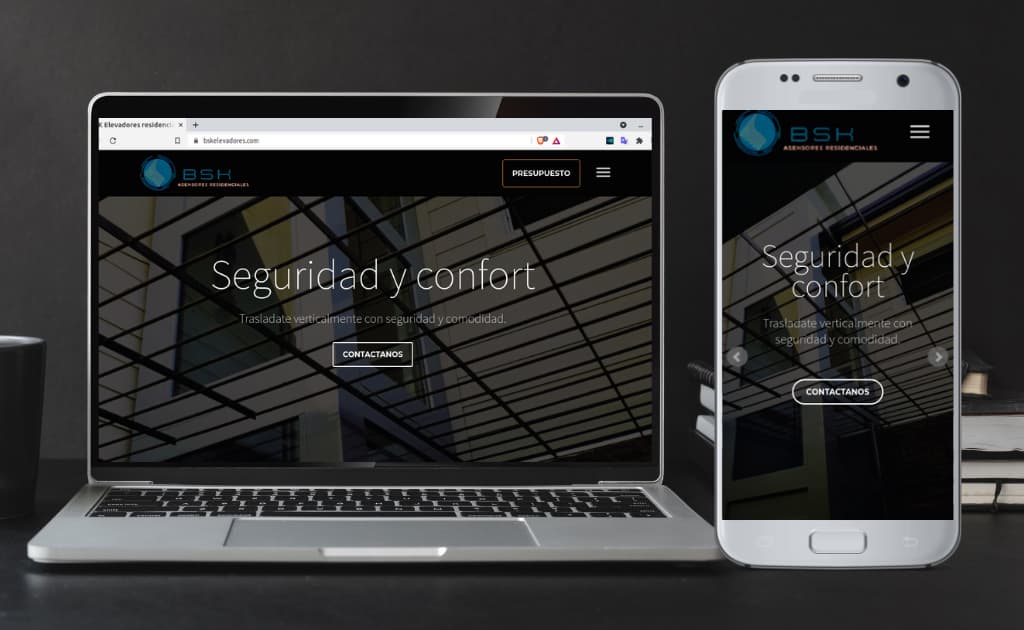 K Elevadores residenci
bskelevadores.com
BSK
ASENSORES RESIDENCIALES
PRESUPUESTO
Seguridad y confort
Trasladate verticalmente con seguridad y comodidad.
CONTACTANOS
BSK
ASENSORES RESIDENCIALES
Seguridad y
confort
Trasladate verticalmente con
seguridad y comodidad.
CONTACTANOS